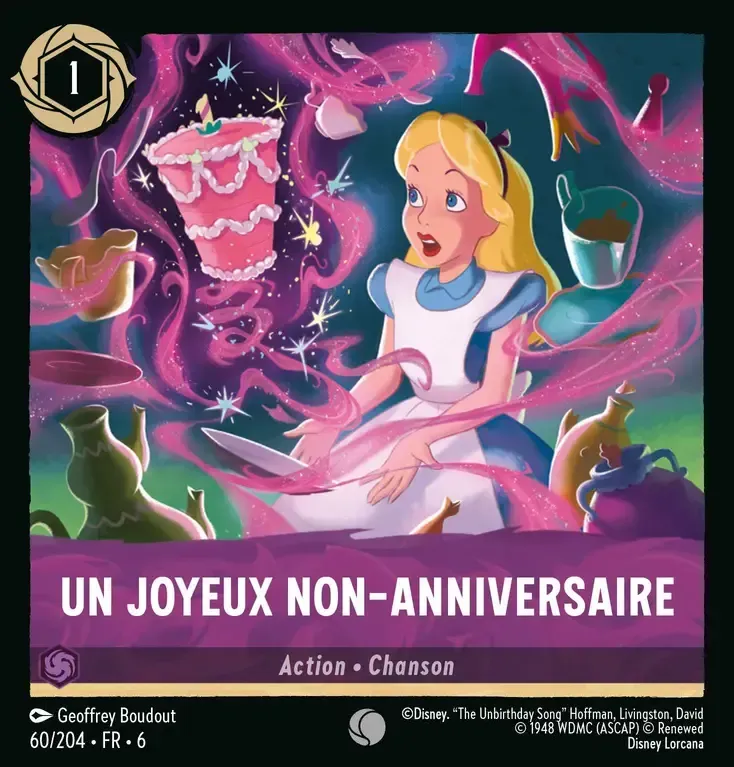 1
UN JOYEUX NON-ANNIVERSAIRE
Action • Chanson
Geoffrey Boudout
60/204 • FR • 6
©Disney. “The Unbirthday Song” Hoffman, Livingston, David
© 1948 WDMC (ASCAP) © Renewed
Disney Lorcana